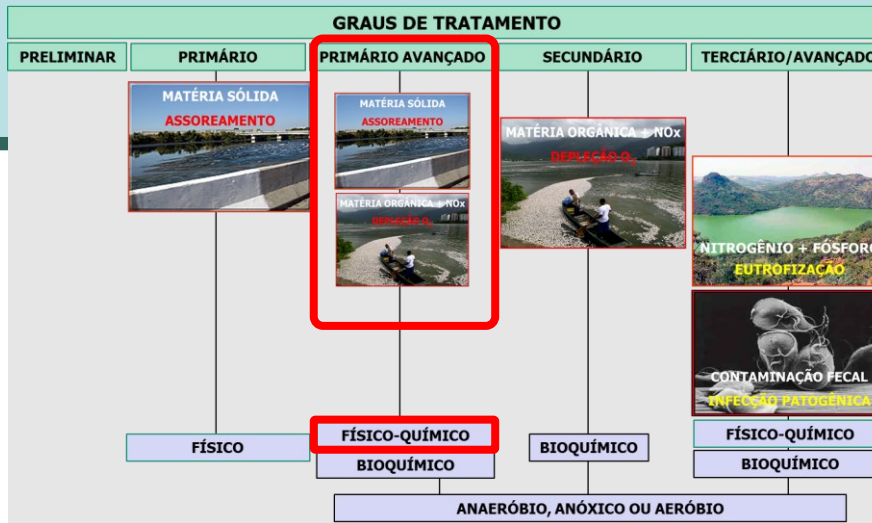 GRAUS DE TRATAMENTO
PRELIMINAR
PRIMÁRIO
PRIMÁRIO AVANÇADO
SECUNDÁRIO
TERCIÁRIO/AVANÇADO
MATÉRIA SÓLIDA
ASSOREAMENTO
MATÉRIA SÓLIDA
ASSOREAMENTO
MATÉRIA ORGÂNICA + NOx
DEPLEÇÃO O₂
MATÉRIA ORGÂNICA + NOx
DEPLEÇÃO O₂
NITROGÊNIO + FÓSFORO
EUTROFIZAÇÃO
CONTAMINAÇÃO FECAL
INFECÇÃO PATOGÊNICA
FÍSICO
FÍSICO-QUÍMICO
BIOQUÍMICO
BIOQUÍMICO
FÍSICO-QUÍMICO
BIOQUÍMICO
ANAERÓBIO, ANÓXICO OU AERÓBIO